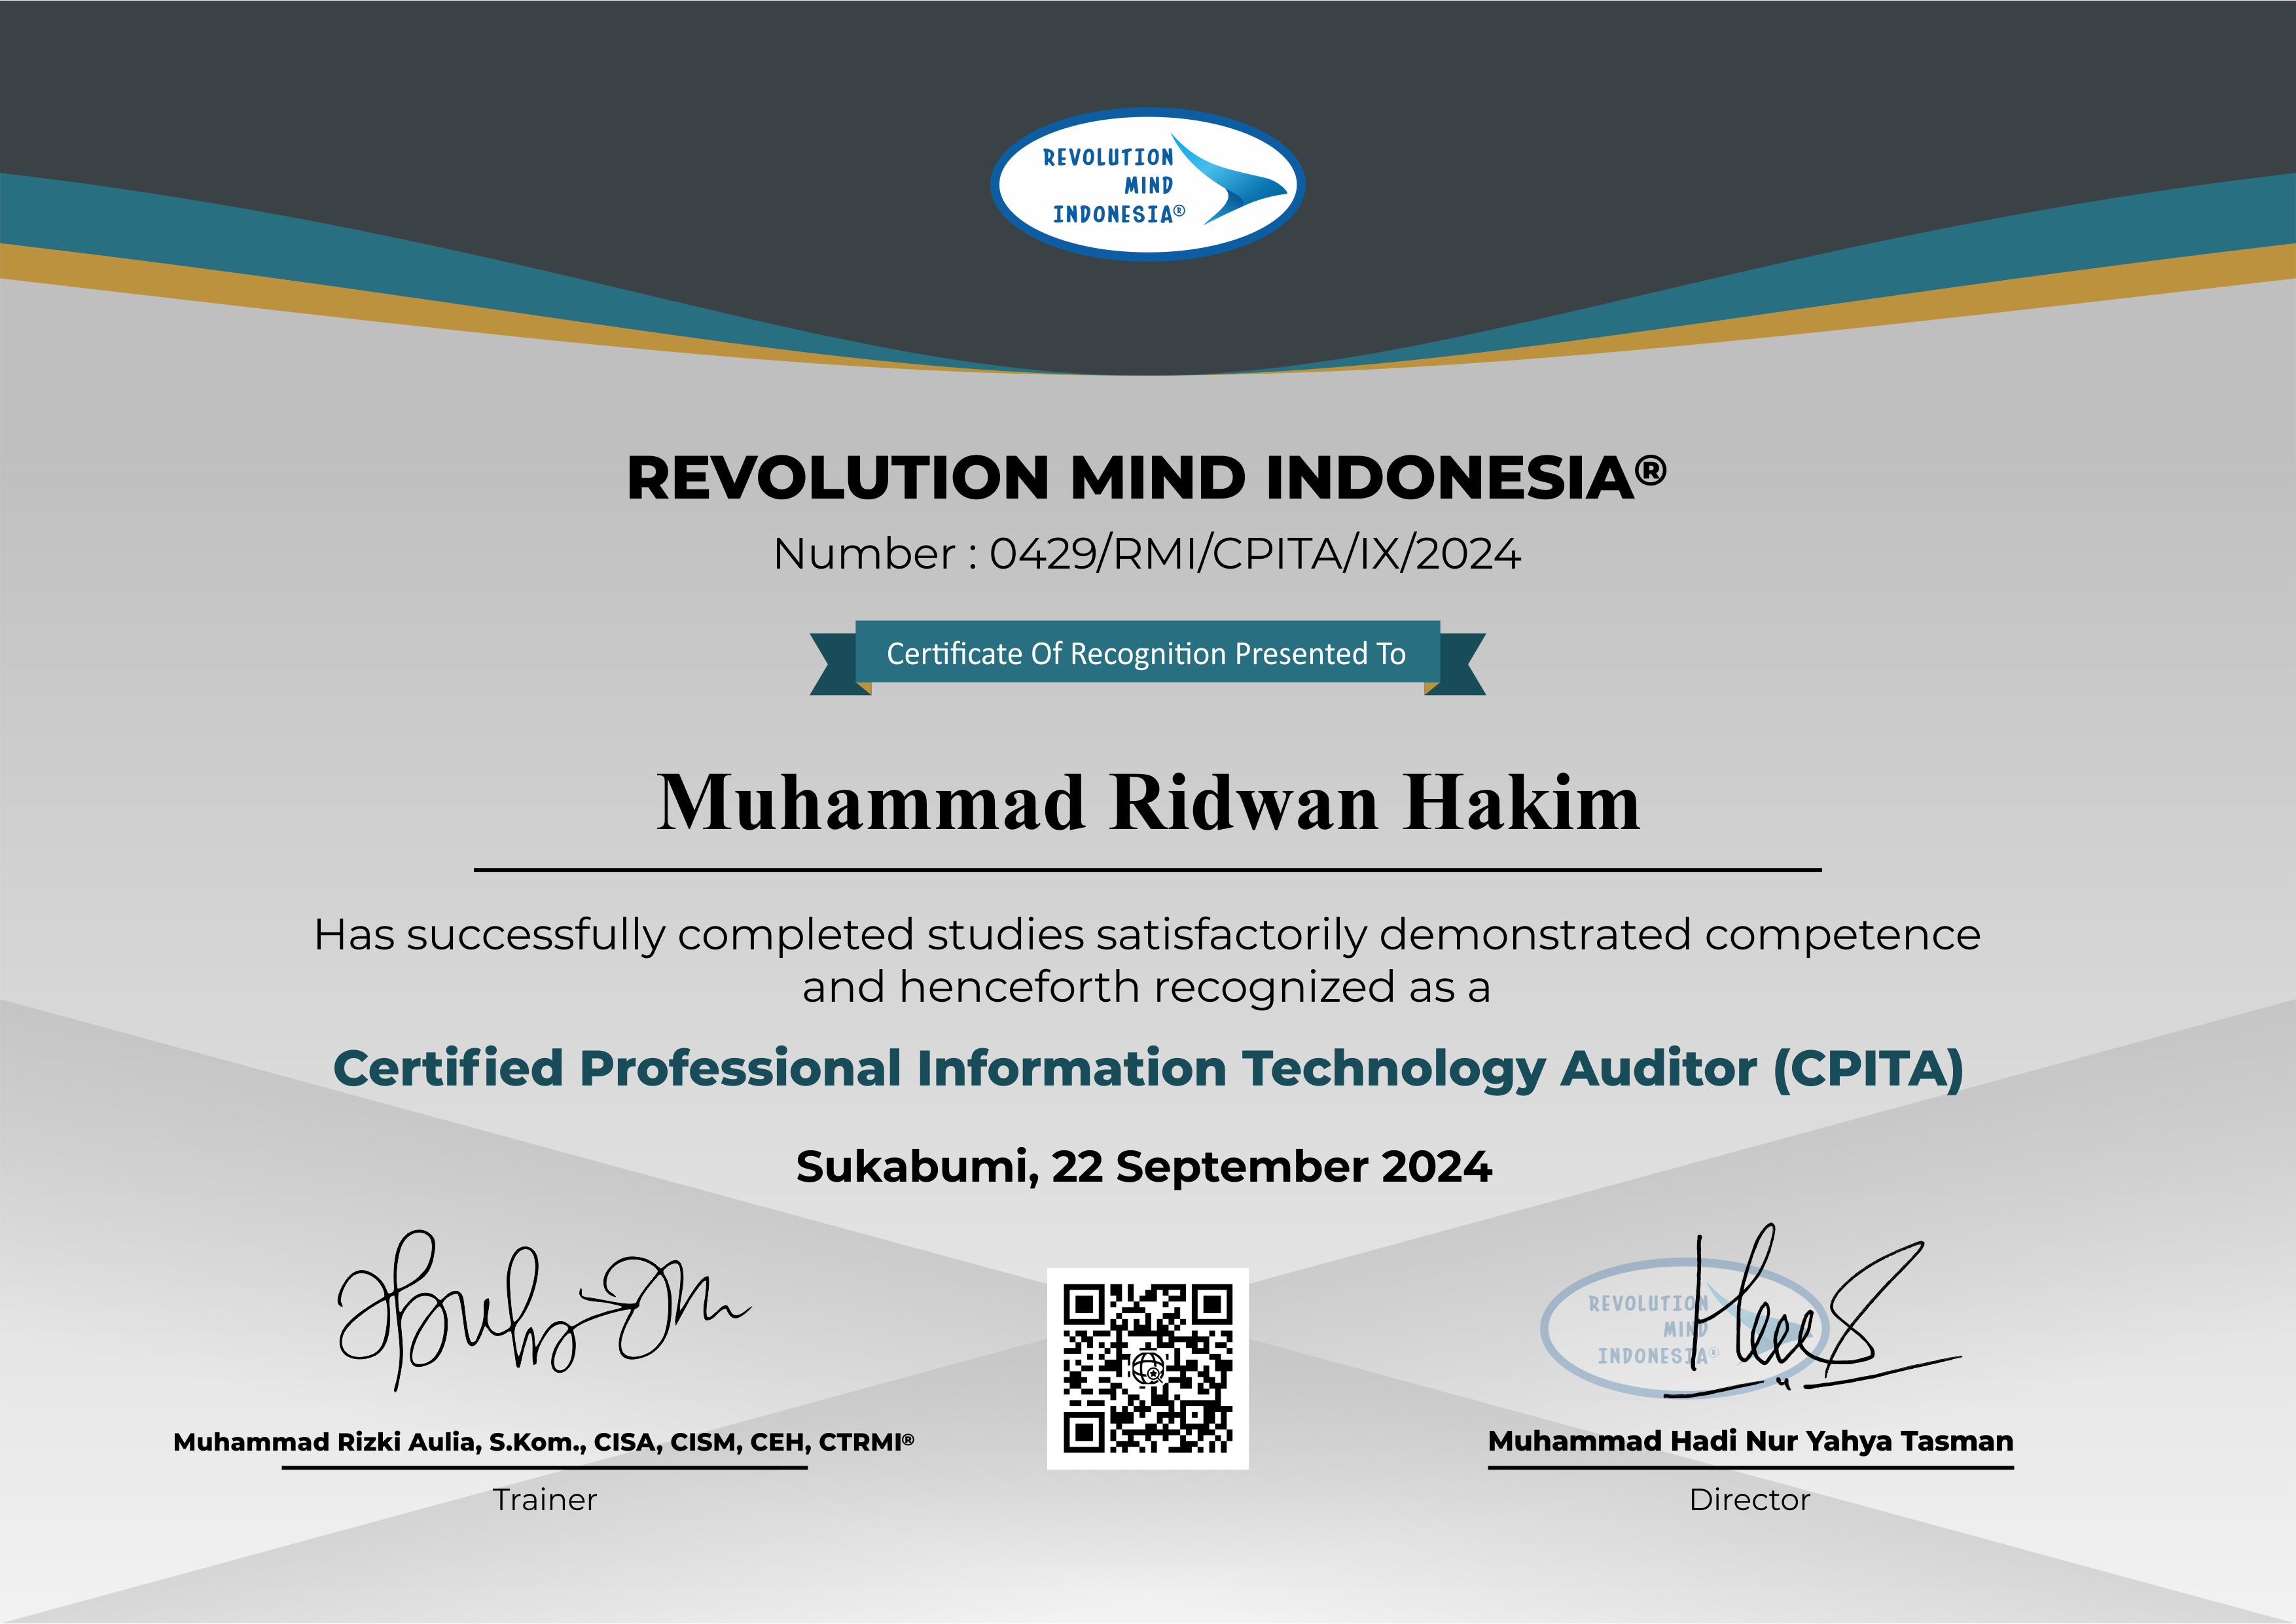 REVOLUTION
MIND
INDONESIA®
REVOLUTION MIND INDONESIA®
Number : 0429/RMI/CPITA/IX/2024
Certificate Of Recognition Presented To
Muhammad Ridwan Hakim
Has successfully completed studies satisfactorily demonstrated competence
and henceforth recognized as a
Certified Professional Information Technology Auditor (CPITA)
Sukabumi, 22 September 2024
REVOLUTION
MIND
INDONESIA®
Muhammad Rizki Aulia, S.Kom., CISA, CISM, CEH, CTRMI®
Trainer
Muhammad Hadi Nur Yahya Tasman
Director